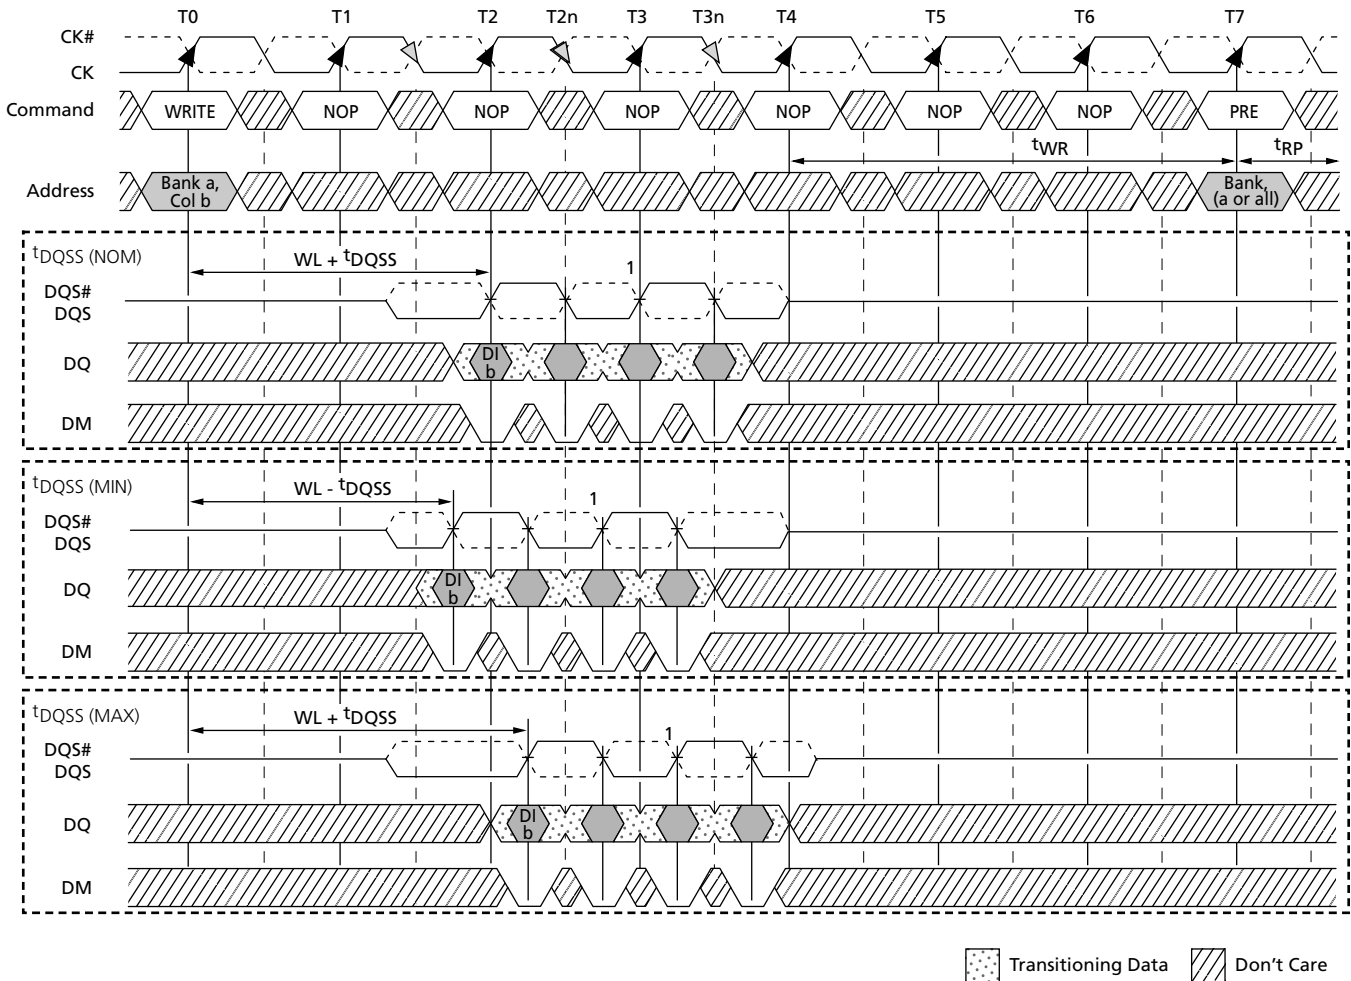 T0 T1 T2 T2n T3 T3n T4 T5 T6 T7
CK#
CK
Command WRITE NOP NOP NOP NOP NOP NOP PRE
tWR tRP
Address Bank a, Col b Bank, (a or all)
tDQSS (NOM)
WL + tDQSS 1
DQS#
DQS
DQ DI b
DM
tDQSS (MIN)
WL - tDQSS 1
DQS#
DQS
DQ DI b
DM
tDQSS (MAX)
WL + tDQSS 1
DQS#
DQS
DQ DI b
DM
Transitioning Data Don't Care